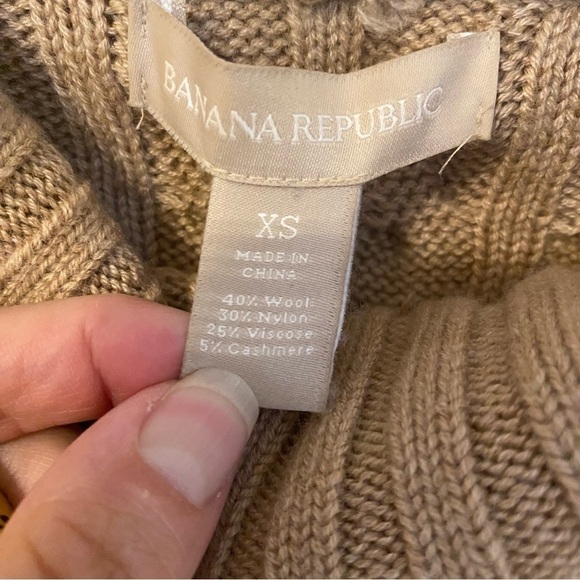 BANANA REPUBLIC
XS
MADE IN
CHINA
40% Wool
30% Nylon
25% Viscose
5% Cashmere